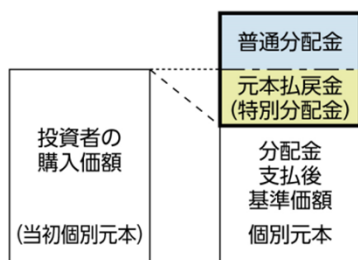 普通分配金
元本払戻金
(特別分配金)
投資者の
購入価額
(当初個別元本)
分配金
支払後
基準価額
個別元本